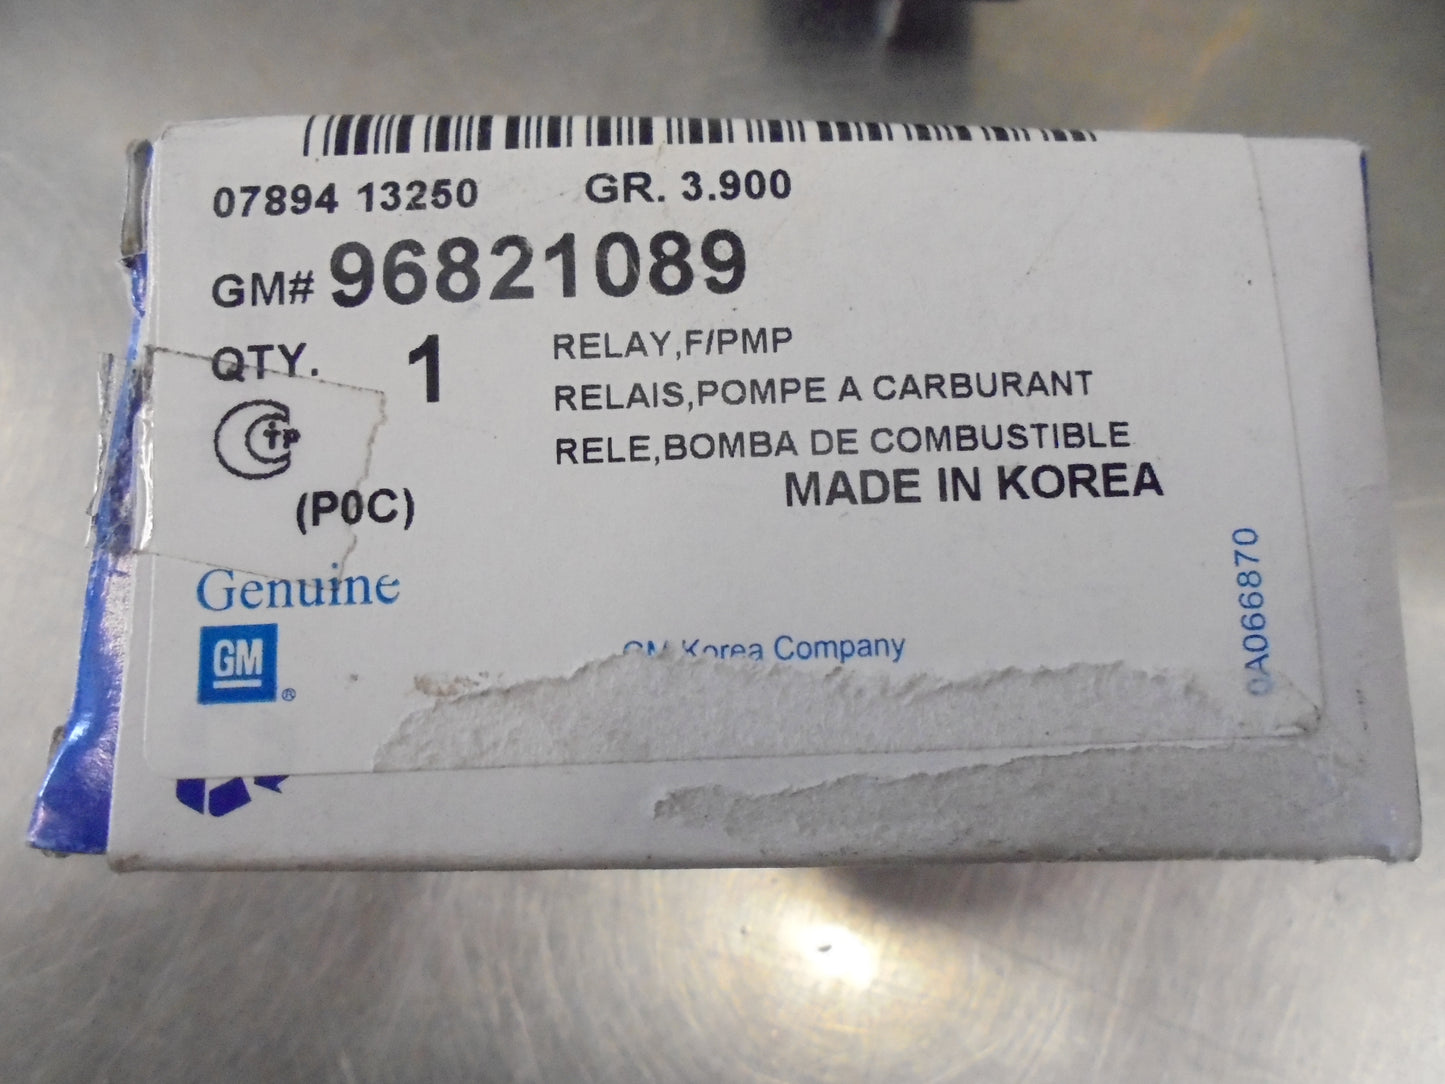 07894 13250 GR. 3.900
GM# 96821089
QTY. 1
RELAY,F/PMP
RELAIS,POMPE A CARBURANT
RELE,BOMBA DE COMBUSTIBLE
MADE IN KOREA
(P0C)
Genuine
GM
®
GM Korea Company
0A066870